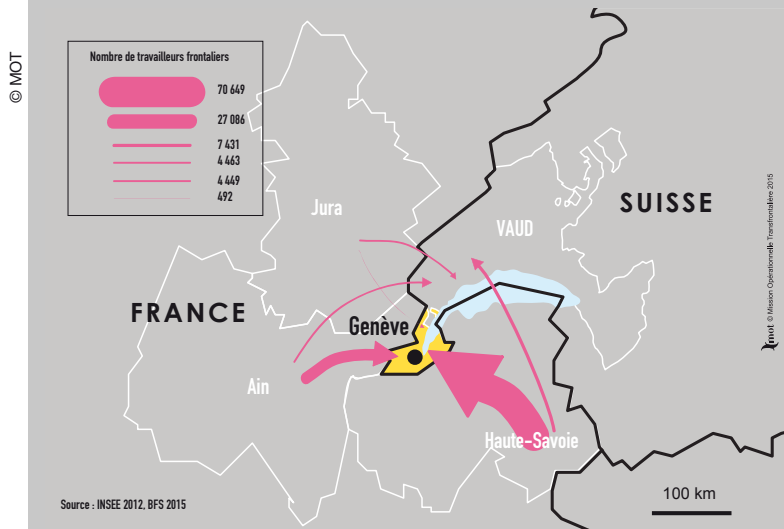 © MOT
Nombre de travailleurs frontaliers
70 649
27 086
7 431
4 463
4 449
492
Jura
VAUD
SUISSE
FRANCE
Genève
Ain
Haute-Savoie
Source : INSEE 2012, BFS 2015
100 km
mot © Mission Opérationnelle Transfrontalière 2015